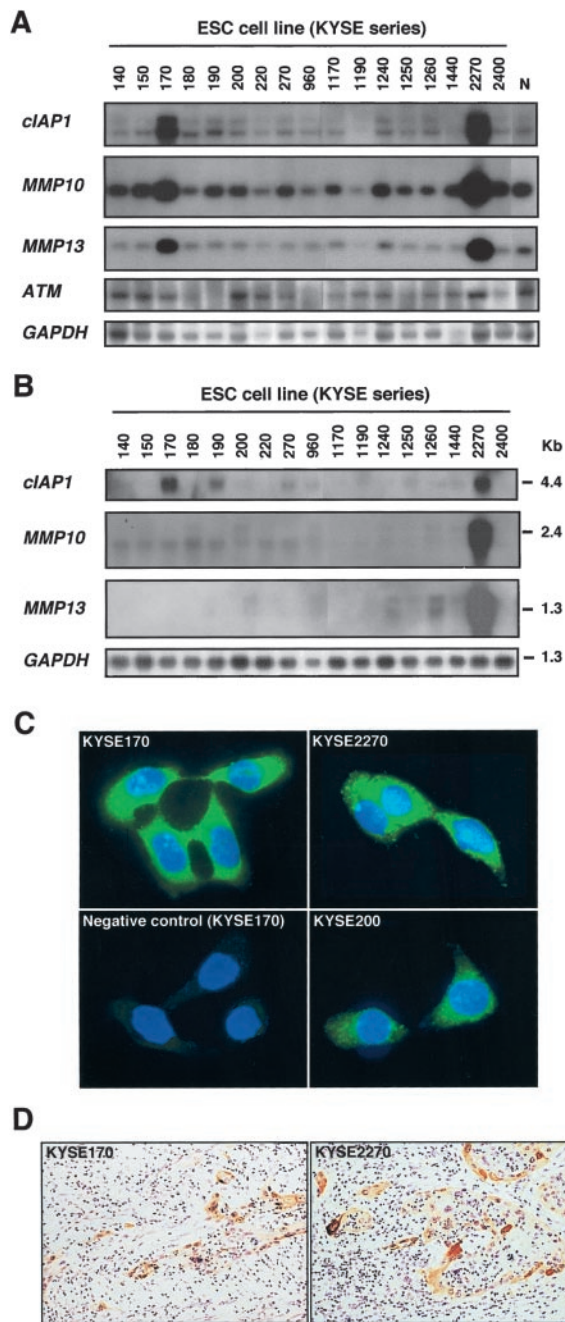 A
ESC cell line (KYSE series)
140 150 170 180 190 200 220 270 960 1170 1190 1240 1250 1260 1440 2270 2400 N
cIAP1
MMP10
MMP13
ATM
GAPDH
B
ESC cell line (KYSE series)
140 150 170 180 190 200 220 270 960 1170 1190 1240 1250 1260 1440 2270 2400 Kb
cIAP1 4.4
MMP10 2.4
MMP13 1.3
GAPDH 1.3
C
KYSE170 KYSE2270
Negative control (KYSE170) KYSE200
D
KYSE170 KYSE2270